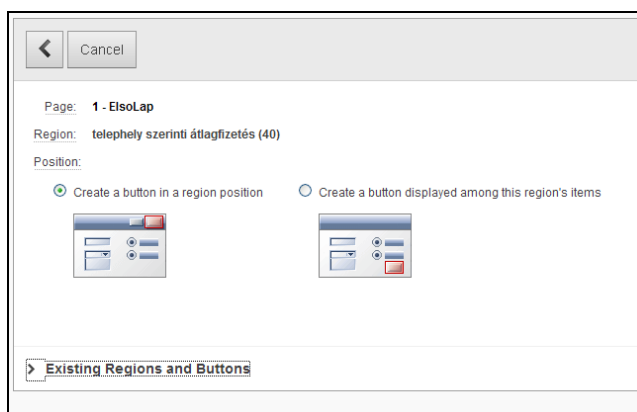 Cancel
Page: 1 - ElsoLap
Region: telephely szerinti átlagfizetés (40)
Position:
Create a button in a region position Create a button displayed among this region's items
Existing Regions and Buttons